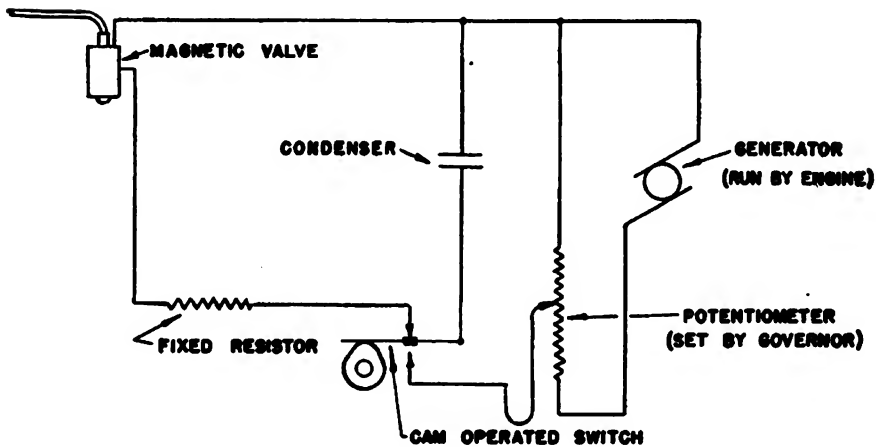 MAGNETIC VALVE
CONDENSER
GENERATOR
(RUN BY ENGINE)
POTENTIOMETER
(SET BY GOVERNOR)
FIXED RESISTOR
CAM OPERATED SWITCH